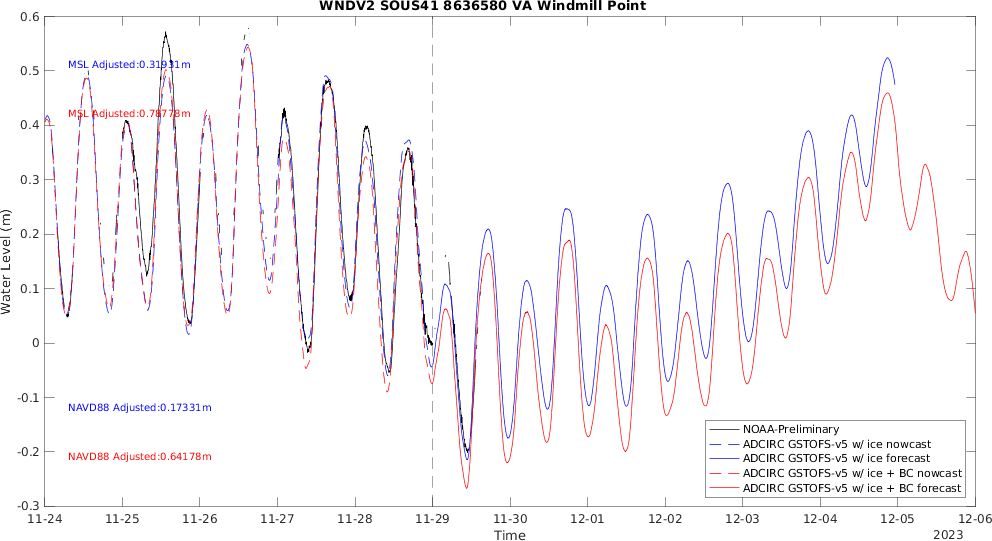 WNDV2 SOUS41 8636580 VA Windmill Point
0.6
0.5
0.4
0.3
0.2
0.1
0
-0.1
-0.2
-0.3
Water Level (m)
MSL Adjusted:0.31931m
MSL Adjusted:0.78778m
NAVD88 Adjusted:0.17331m
NAVD88 Adjusted:0.64178m
NOAA-Preliminary
ADCIRC GSTOFS-v5 w/ ice nowcast
ADCIRC GSTOFS-v5 w/ ice forecast
ADCIRC GSTOFS-v5 w/ ice + BC nowcast
ADCIRC GSTOFS-v5 w/ ice + BC forecast
11-24 11-25 11-26 11-27 11-28 11-29 11-30 12-01 12-02 12-03 12-04 12-05 12-06
Time
2023